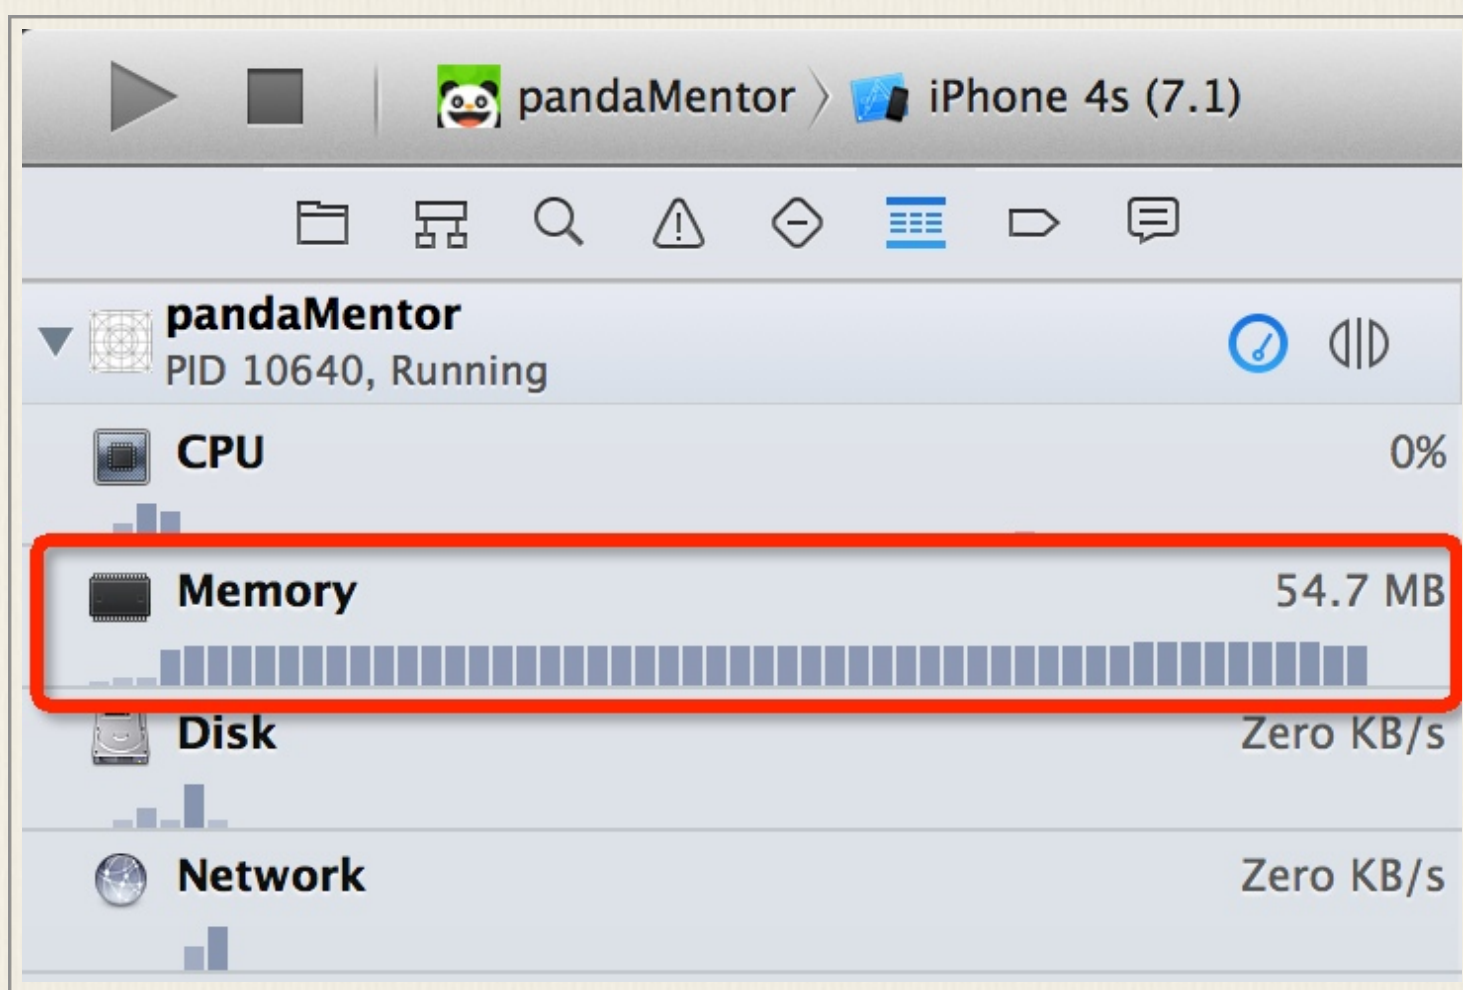 pandaMentor iPhone 4s (7.1)
pandaMentor
PID 10640, Running
CPU 0%
Memory 54.7 MB
Disk Zero KB/s
Network Zero KB/s